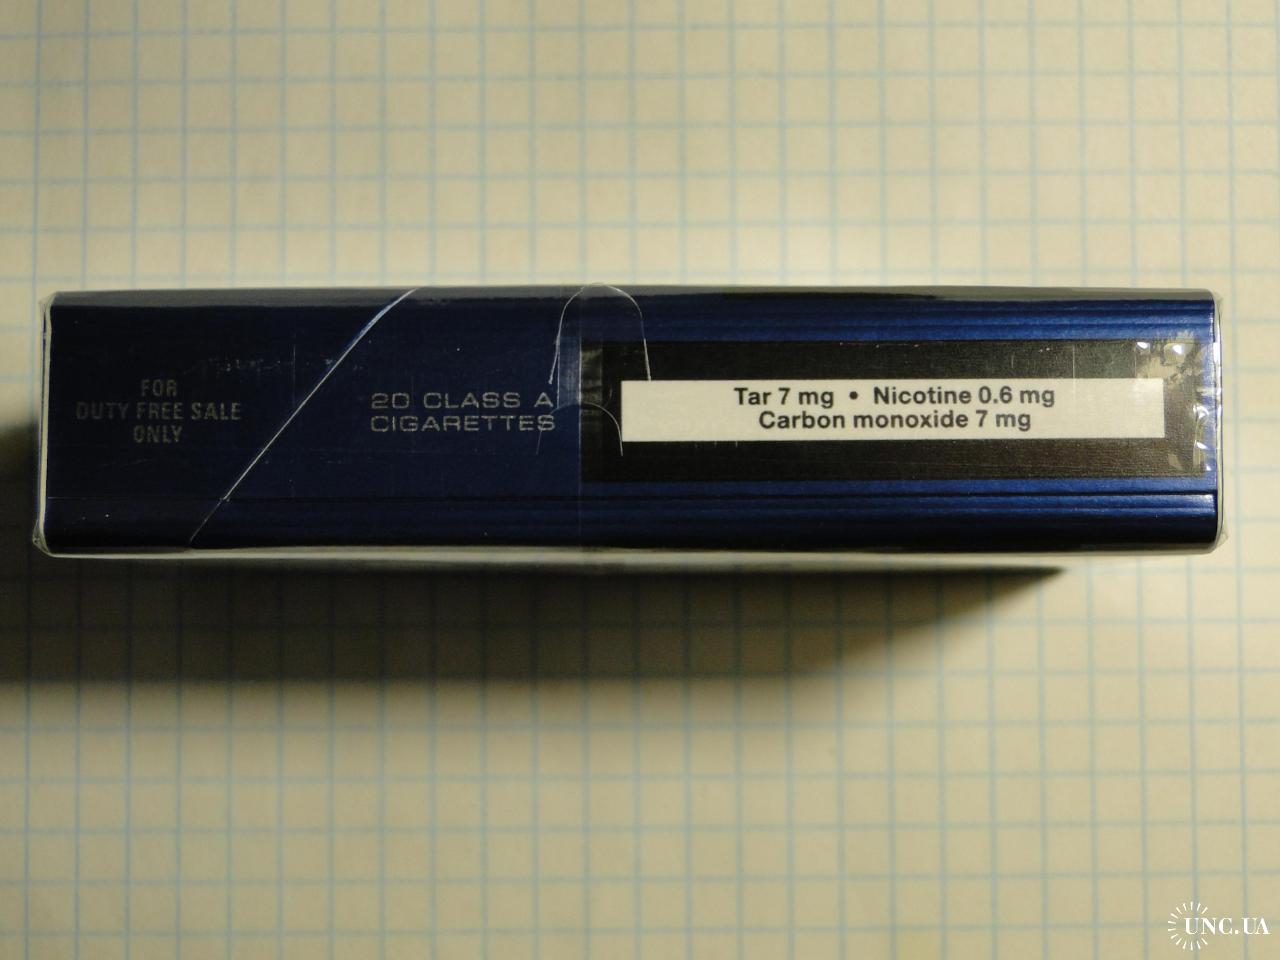 FOR
DUTY FREE SALE
ONLY
20 CLASS A
CIGARETTES
Tar 7 mg • Nicotine 0.6 mg
Carbon monoxide 7 mg
UNC.UA